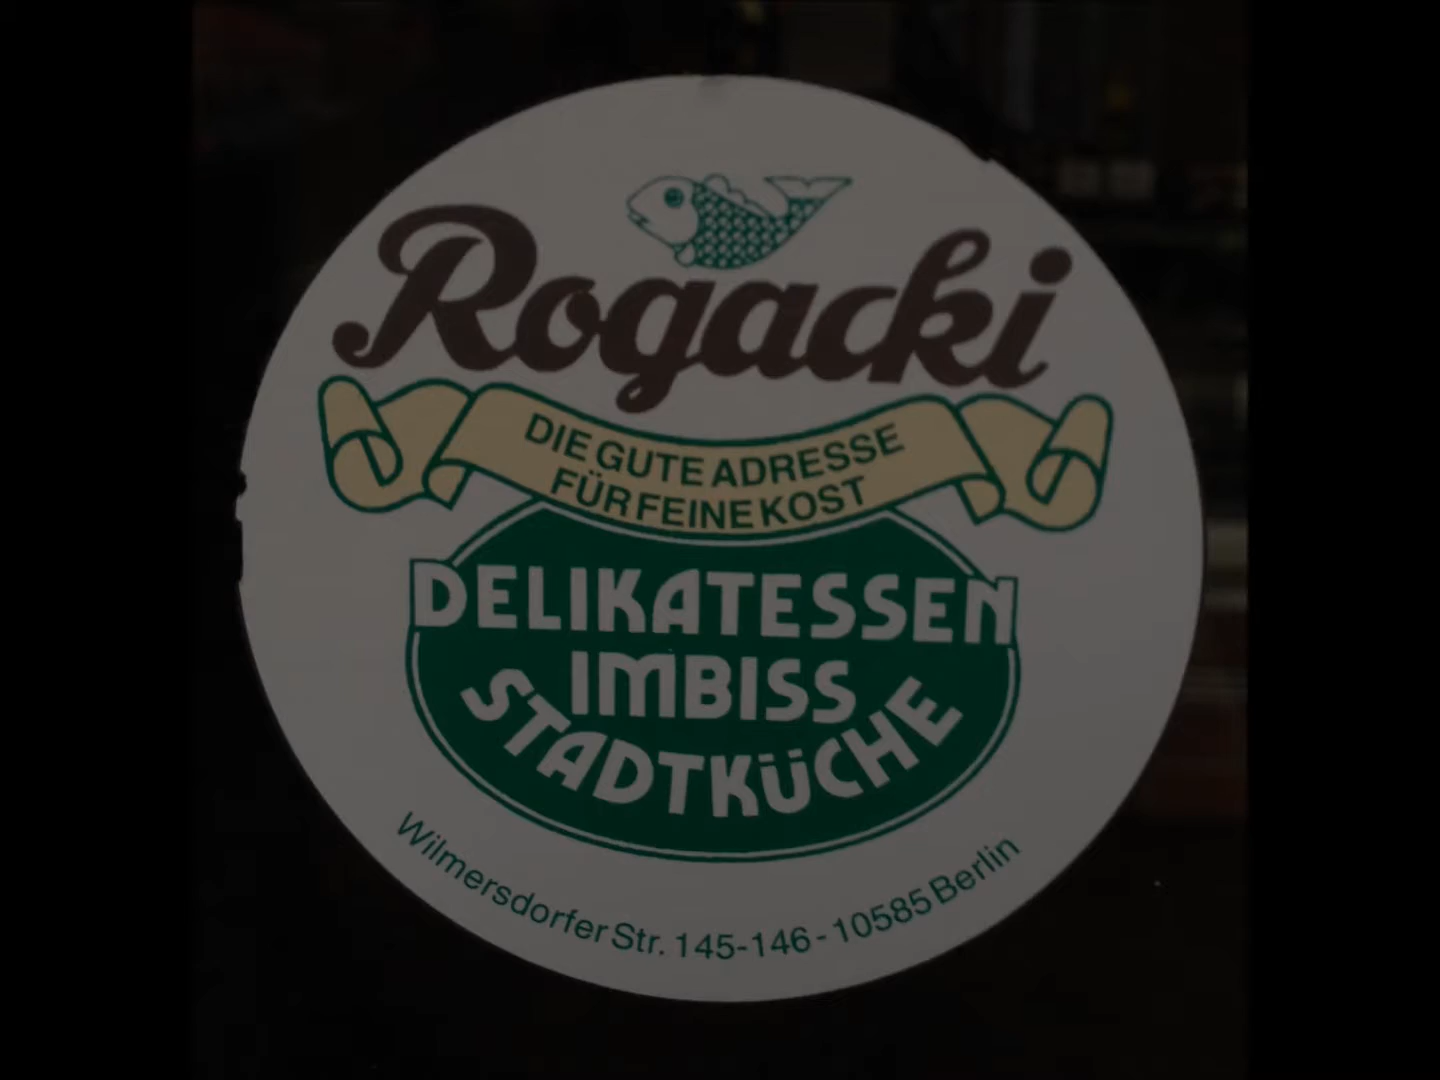 Rogacki
DIE GUTE ADRESSE
FÜR FEINE KOST
DELIKATESSEN
IMBISS
STADTKÜCHE
Wilmersdorfer Str. 145-146 - 10585 Berlin